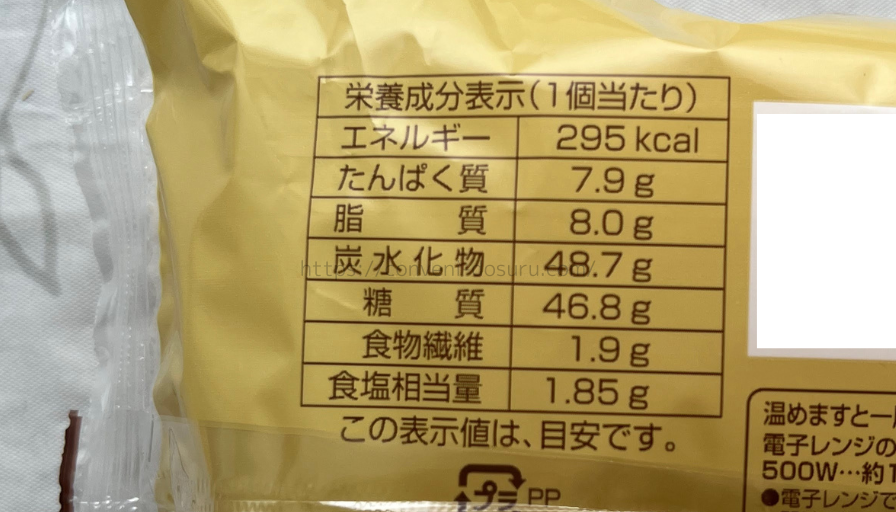 栄養成分表示(1個当たり)
エネルギー 295 kcal
たんぱく質 7.9 g
脂質 8.0 g
炭水化物 48.7 g
糖質 46.8 g
食物繊維 1.9 g
食塩相当量 1.85 g
この表示値は、目安です。
プラ PP
温めますと一
電子レンジの
500W…約1
●電子レンジで